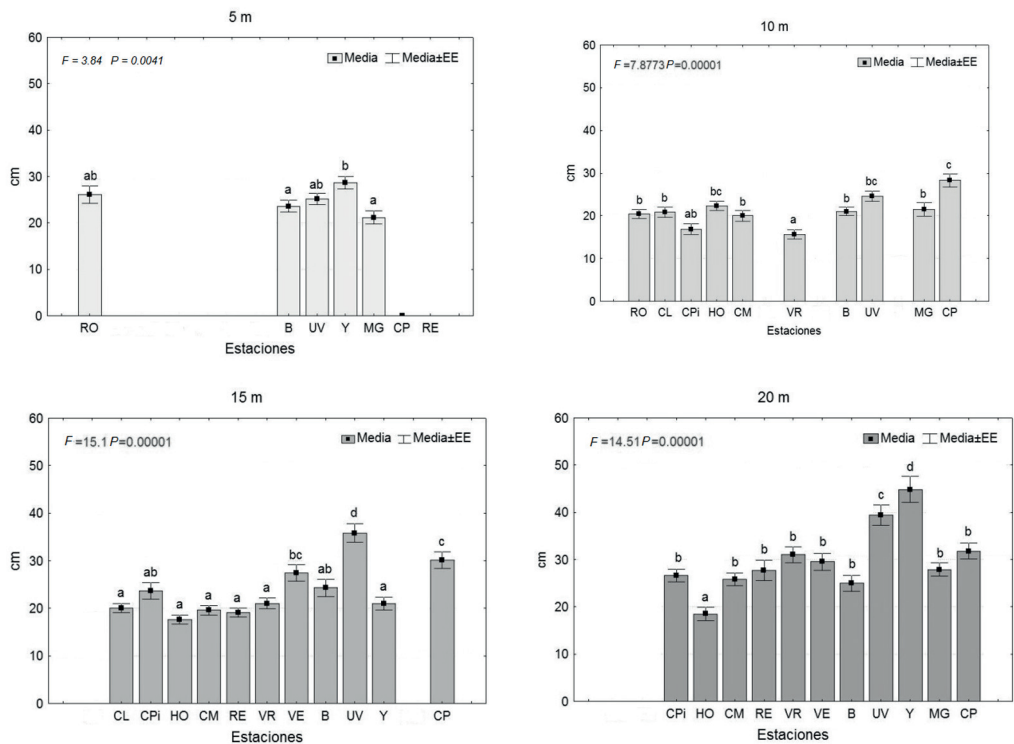 5 m
60
50
40
30
20
10
0
cm
F = 3.84 P = 0.0041
Media Media±EE
ab a ab b a
RO B UV Y MG CP RE
Estaciones
10 m
60
50
40
30
20
10
0
cm
F =7.8773 P=0.00001
Media Media±EE
b b ab bc b a b bc b c
RO CL CPi HO CM VR B UV MG CP
Estaciones
15 m
60
50
40
30
20
10
0
cm
F =15.1 P=0.00001
Media Media±EE
a ab a a a a bc ab d a c
CL CPi HO CM RE VR VE B UV Y CP
Estaciones
20 m
60
50
40
30
20
10
0
cm
F =14.51 P=0.00001
Media Media±EE
b a b b b b b c d b b
CPi HO CM RE VR VE B UV Y MG CP
Estaciones